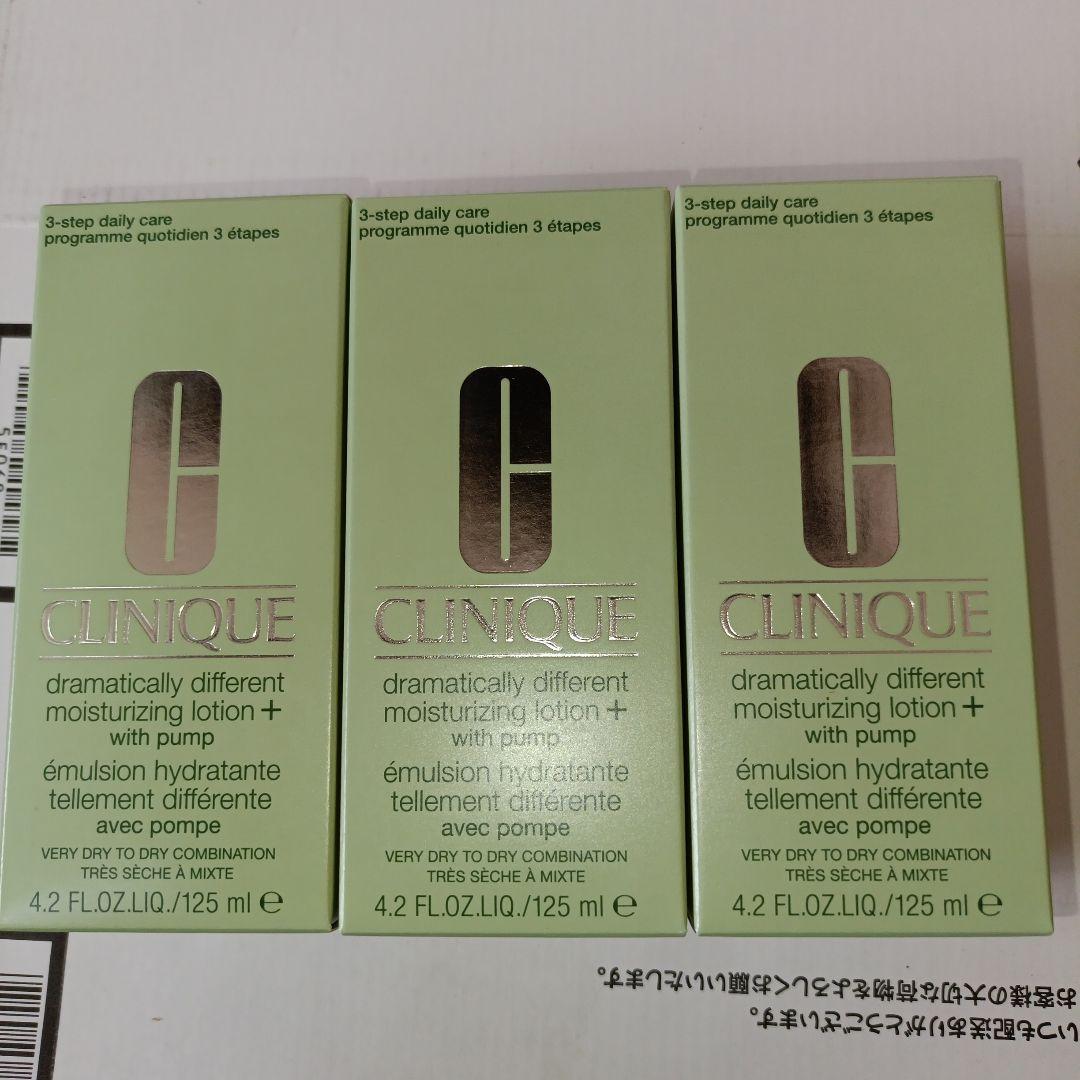 3-step daily care
programme quotidien 3 étapes
C
CLINIQUE
dramatically different
moisturizing lotion +
with pump
émulsion hydratante
tellement différente
avec pompe
VERY DRY TO DRY COMBINATION
TRÈS SÈCHE À MIXTE
4.2 FL.OZ.LIQ./125 ml ℮
3-step daily care
programme quotidien 3 étapes
C
CLINIQUE
dramatically different
moisturizing lotion +
with pump
émulsion hydratante
tellement différente
avec pompe
VERY DRY TO DRY COMBINATION
TRÈS SÈCHE À MIXTE
4.2 FL.OZ.LIQ./125 ml ℮
3-step daily care
programme quotidien 3 étapes
C
CLINIQUE
dramatically different
moisturizing lotion +
with pump
émulsion hydratante
tellement différente
avec pompe
VERY DRY TO DRY COMBINATION
TRÈS SÈCHE À MIXTE
4.2 FL.OZ.LIQ./125 ml ℮
いつも配送ありがとうございます。
お客様の大切な荷物をよろしくお願いいたします。